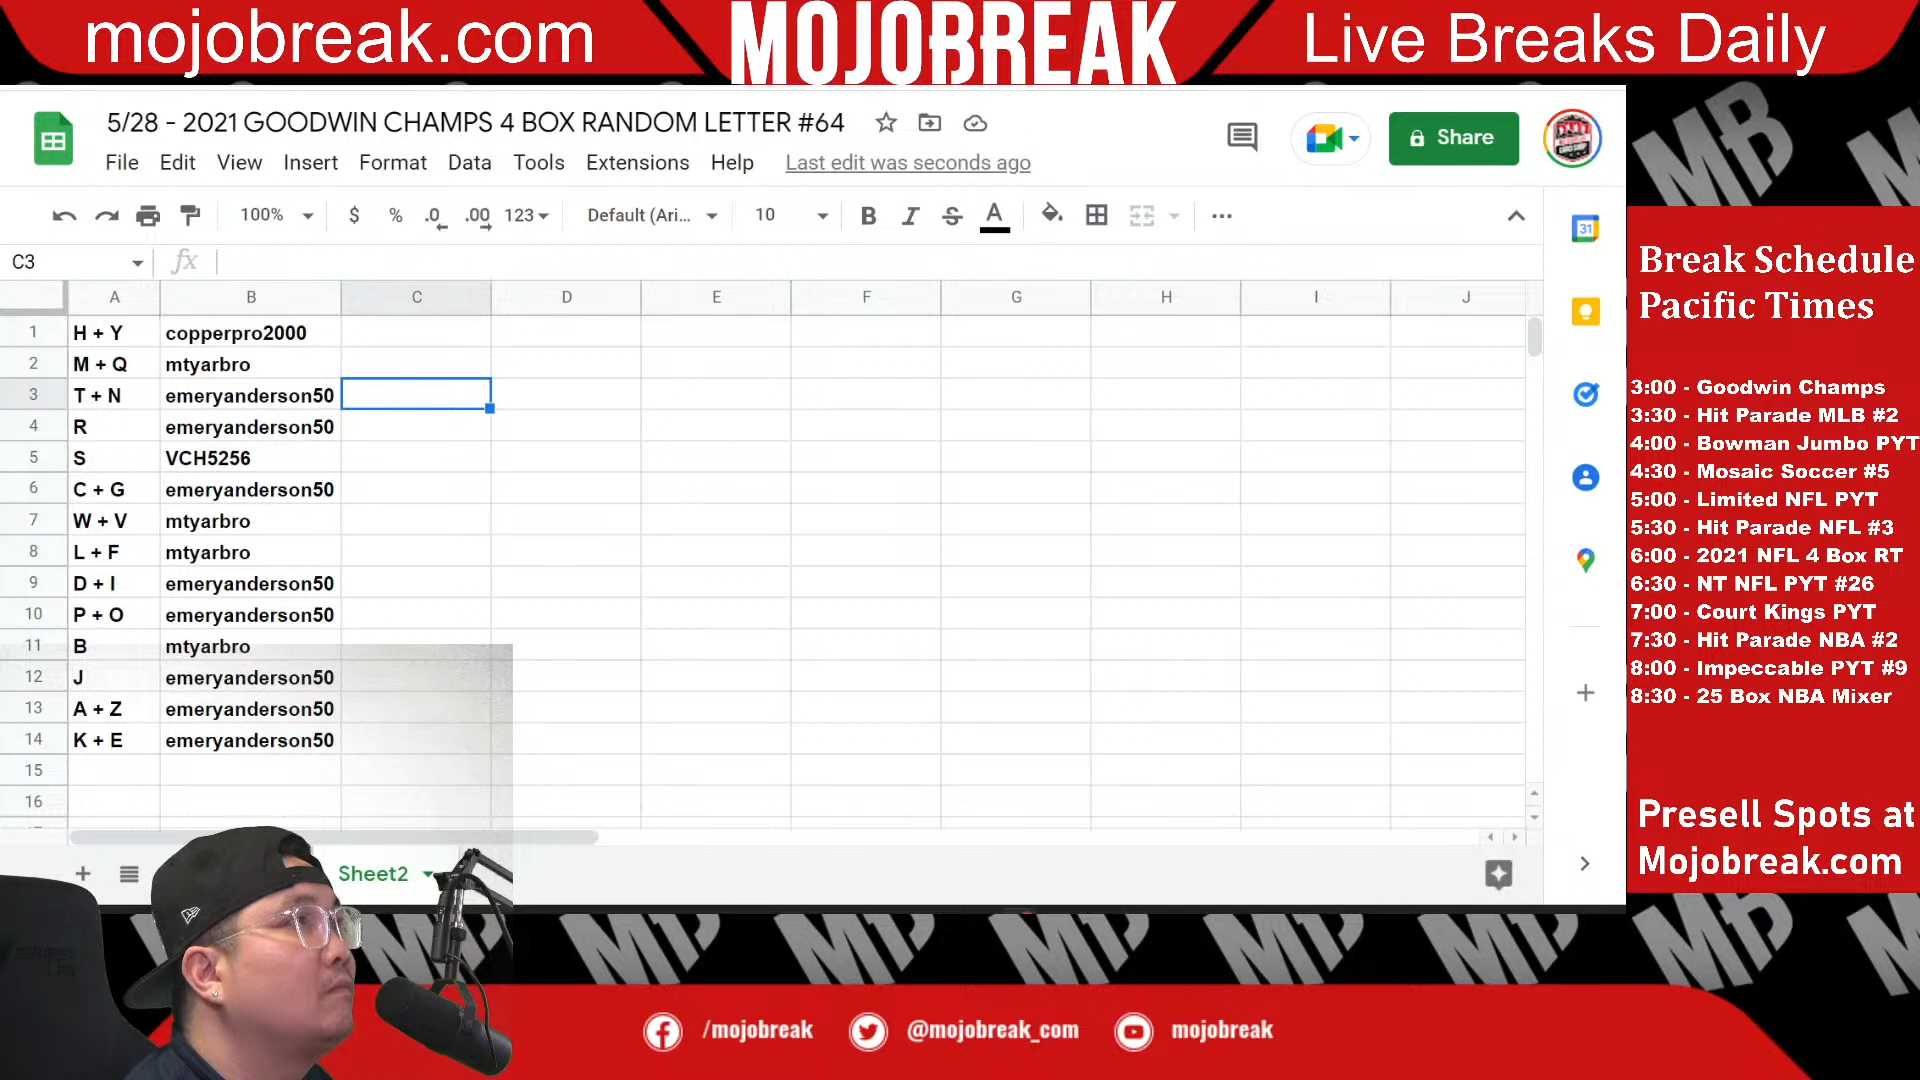 mojobreak.com
MOJOBREAK
Live Breaks Daily
5/28 - 2021 GOODWIN CHAMPS 4 BOX RANDOM LETTER #64
File Edit View Insert Format Data Tools Extensions Help Last edit was seconds ago
Share
100% $ % .0 .00 123 Default (Ari... 10 B I S A ...
C3 fx
A B C D E F G H I J
1 H + Y copperpro2000
2 M + Q mtyarbro
3 T + N emeryanderson50
4 R emeryanderson50
5 S VCH5256
6 C + G emeryanderson50
7 W + V mtyarbro
8 L + F mtyarbro
9 D + I emeryanderson50
10 P + O emeryanderson50
11 B mtyarbro
12 J emeryanderson50
13 A + Z emeryanderson50
14 K + E emeryanderson50
15
16
Sheet2
31
Break Schedule
Pacific Times
3:00 - Goodwin Champs
3:30 - Hit Parade MLB #2
4:00 - Bowman Jumbo PYT
4:30 - Mosaic Soccer #5
5:00 - Limited NFL PYT
5:30 - Hit Parade NFL #3
6:00 - 2021 NFL 4 Box RT
6:30 - NT NFL PYT #26
7:00 - Court Kings PYT
7:30 - Hit Parade NBA #2
8:00 - Impeccable PYT #9
8:30 - 25 Box NBA Mixer
Presell Spots at
Mojobreak.com
/mojobreak
@mojobreak_com
mojobreak